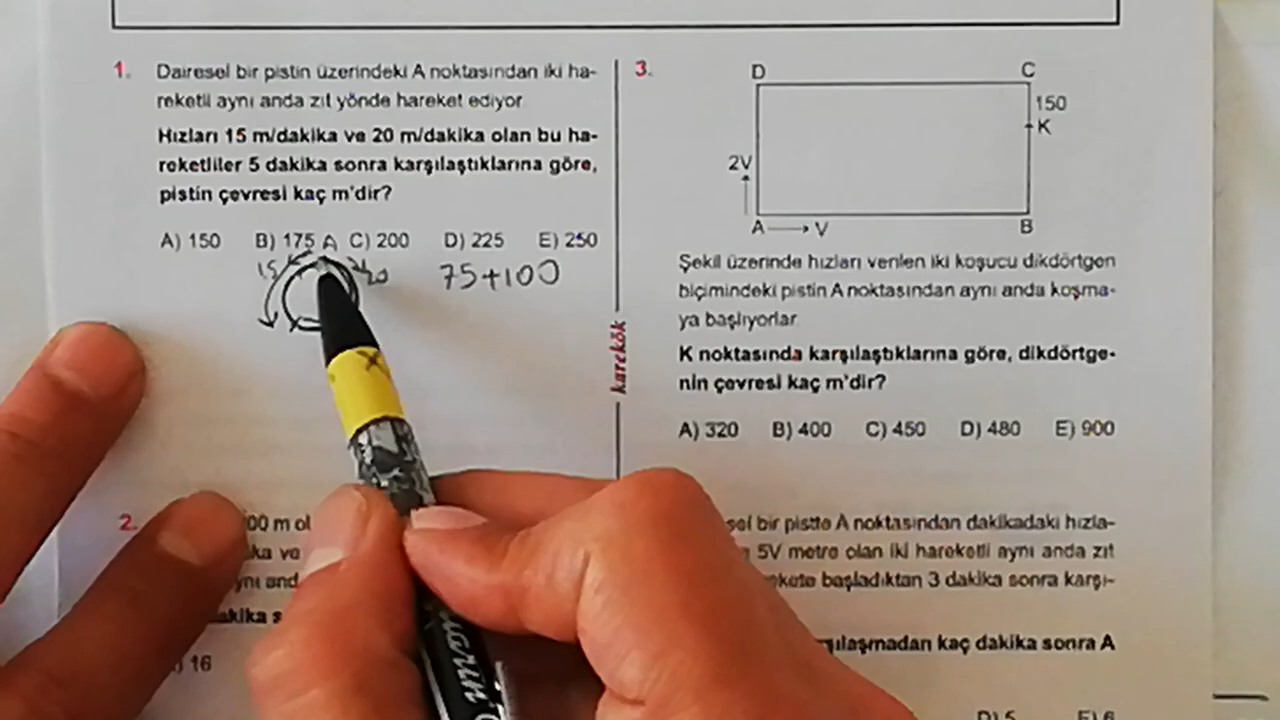 1. Dairesel bir pistin üzerindeki A noktasından iki ha-
reketli aynı anda zıt yönde hareket ediyor.
Hızları 15 m/dakika ve 20 m/dakika olan bu ha-
reketliler 5 dakika sonra karşılaştıklarına göre,
pistin çevresi kaç m'dir?
A) 150 B) 175 C) 200 D) 225 E) 250
A
15 20 75+100
2. 00 m ol
ka ve
ynı and
akika s
16
karekök
3.
D C
150
K
2V
A V B
Şekil üzerinde hızları verilen iki koşucu dikdörtgen
biçimindeki pistin A noktasından aynı anda koşma-
ya başlıyorlar.
K noktasında karşılaştıklarına göre, dikdörtge-
nin çevresi kaç m'dir?
A) 320 B) 400 C) 450 D) 480 E) 900
sel bir pistte A noktasından dakikadaki hızla-
5V metre olan iki hareketli aynı anda zıt
rekete başladıktan 3 dakika sonra karşı-
şılaşmadan kaç dakika sonra A
D) 5 E) 6